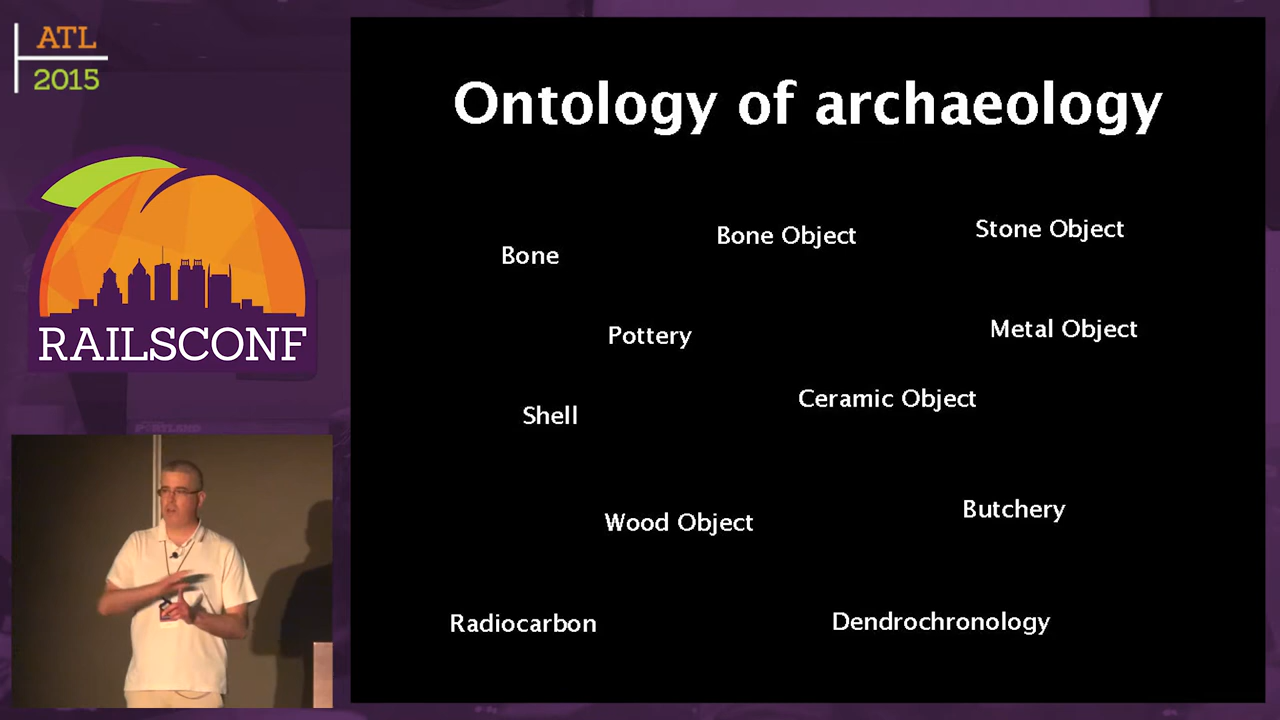 ATL
2015
RAILSCONF
Ontology of archaeology
Bone
Bone Object
Stone Object
Pottery
Metal Object
Shell
Ceramic Object
Wood Object
Butchery
Radiocarbon
Dendrochronology